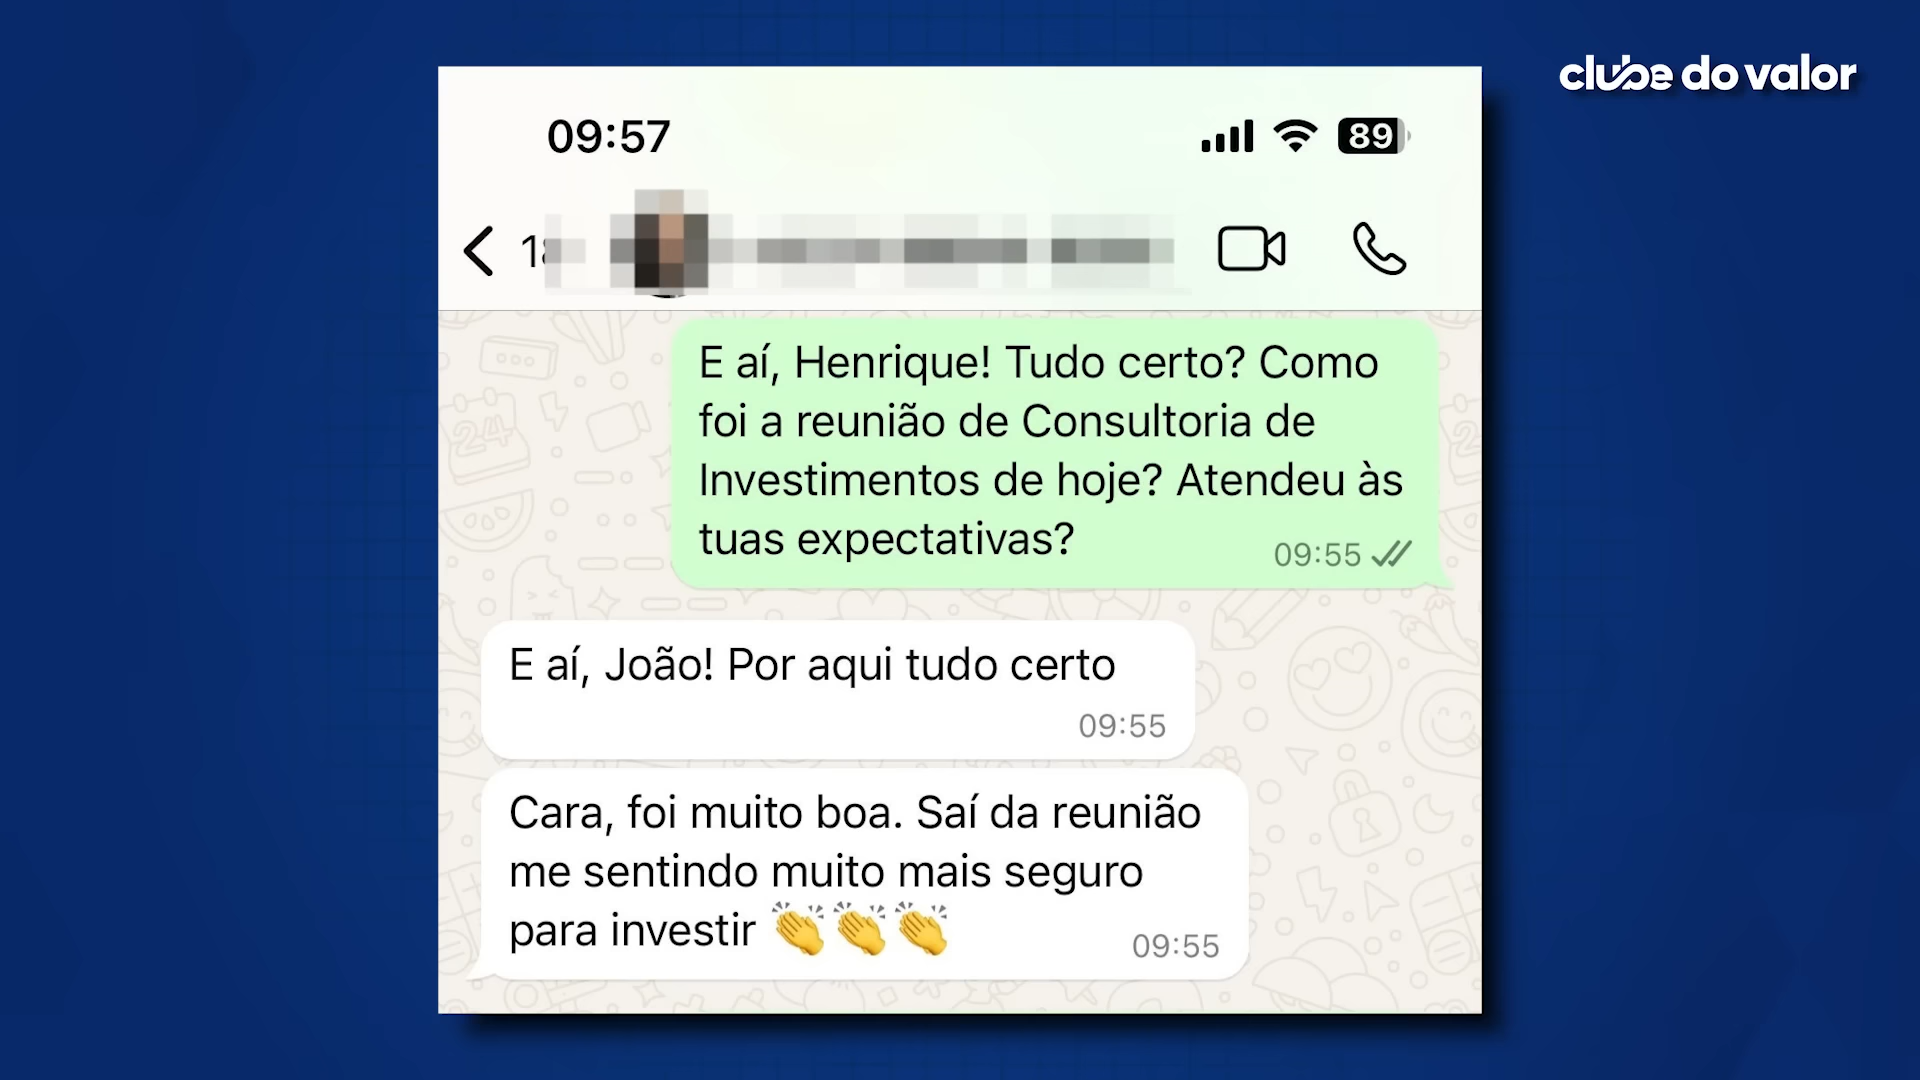 clube do valor
09:57
89
E aí, Henrique! Tudo certo? Como
foi a reunião de Consultoria de
Investimentos de hoje? Atendeu às
tuas expectativas?
09:55
E aí, João! Por aqui tudo certo
09:55
Cara, foi muito boa. Saí da reunião
me sentindo muito mais seguro
para investir 👏👏👏
09:55